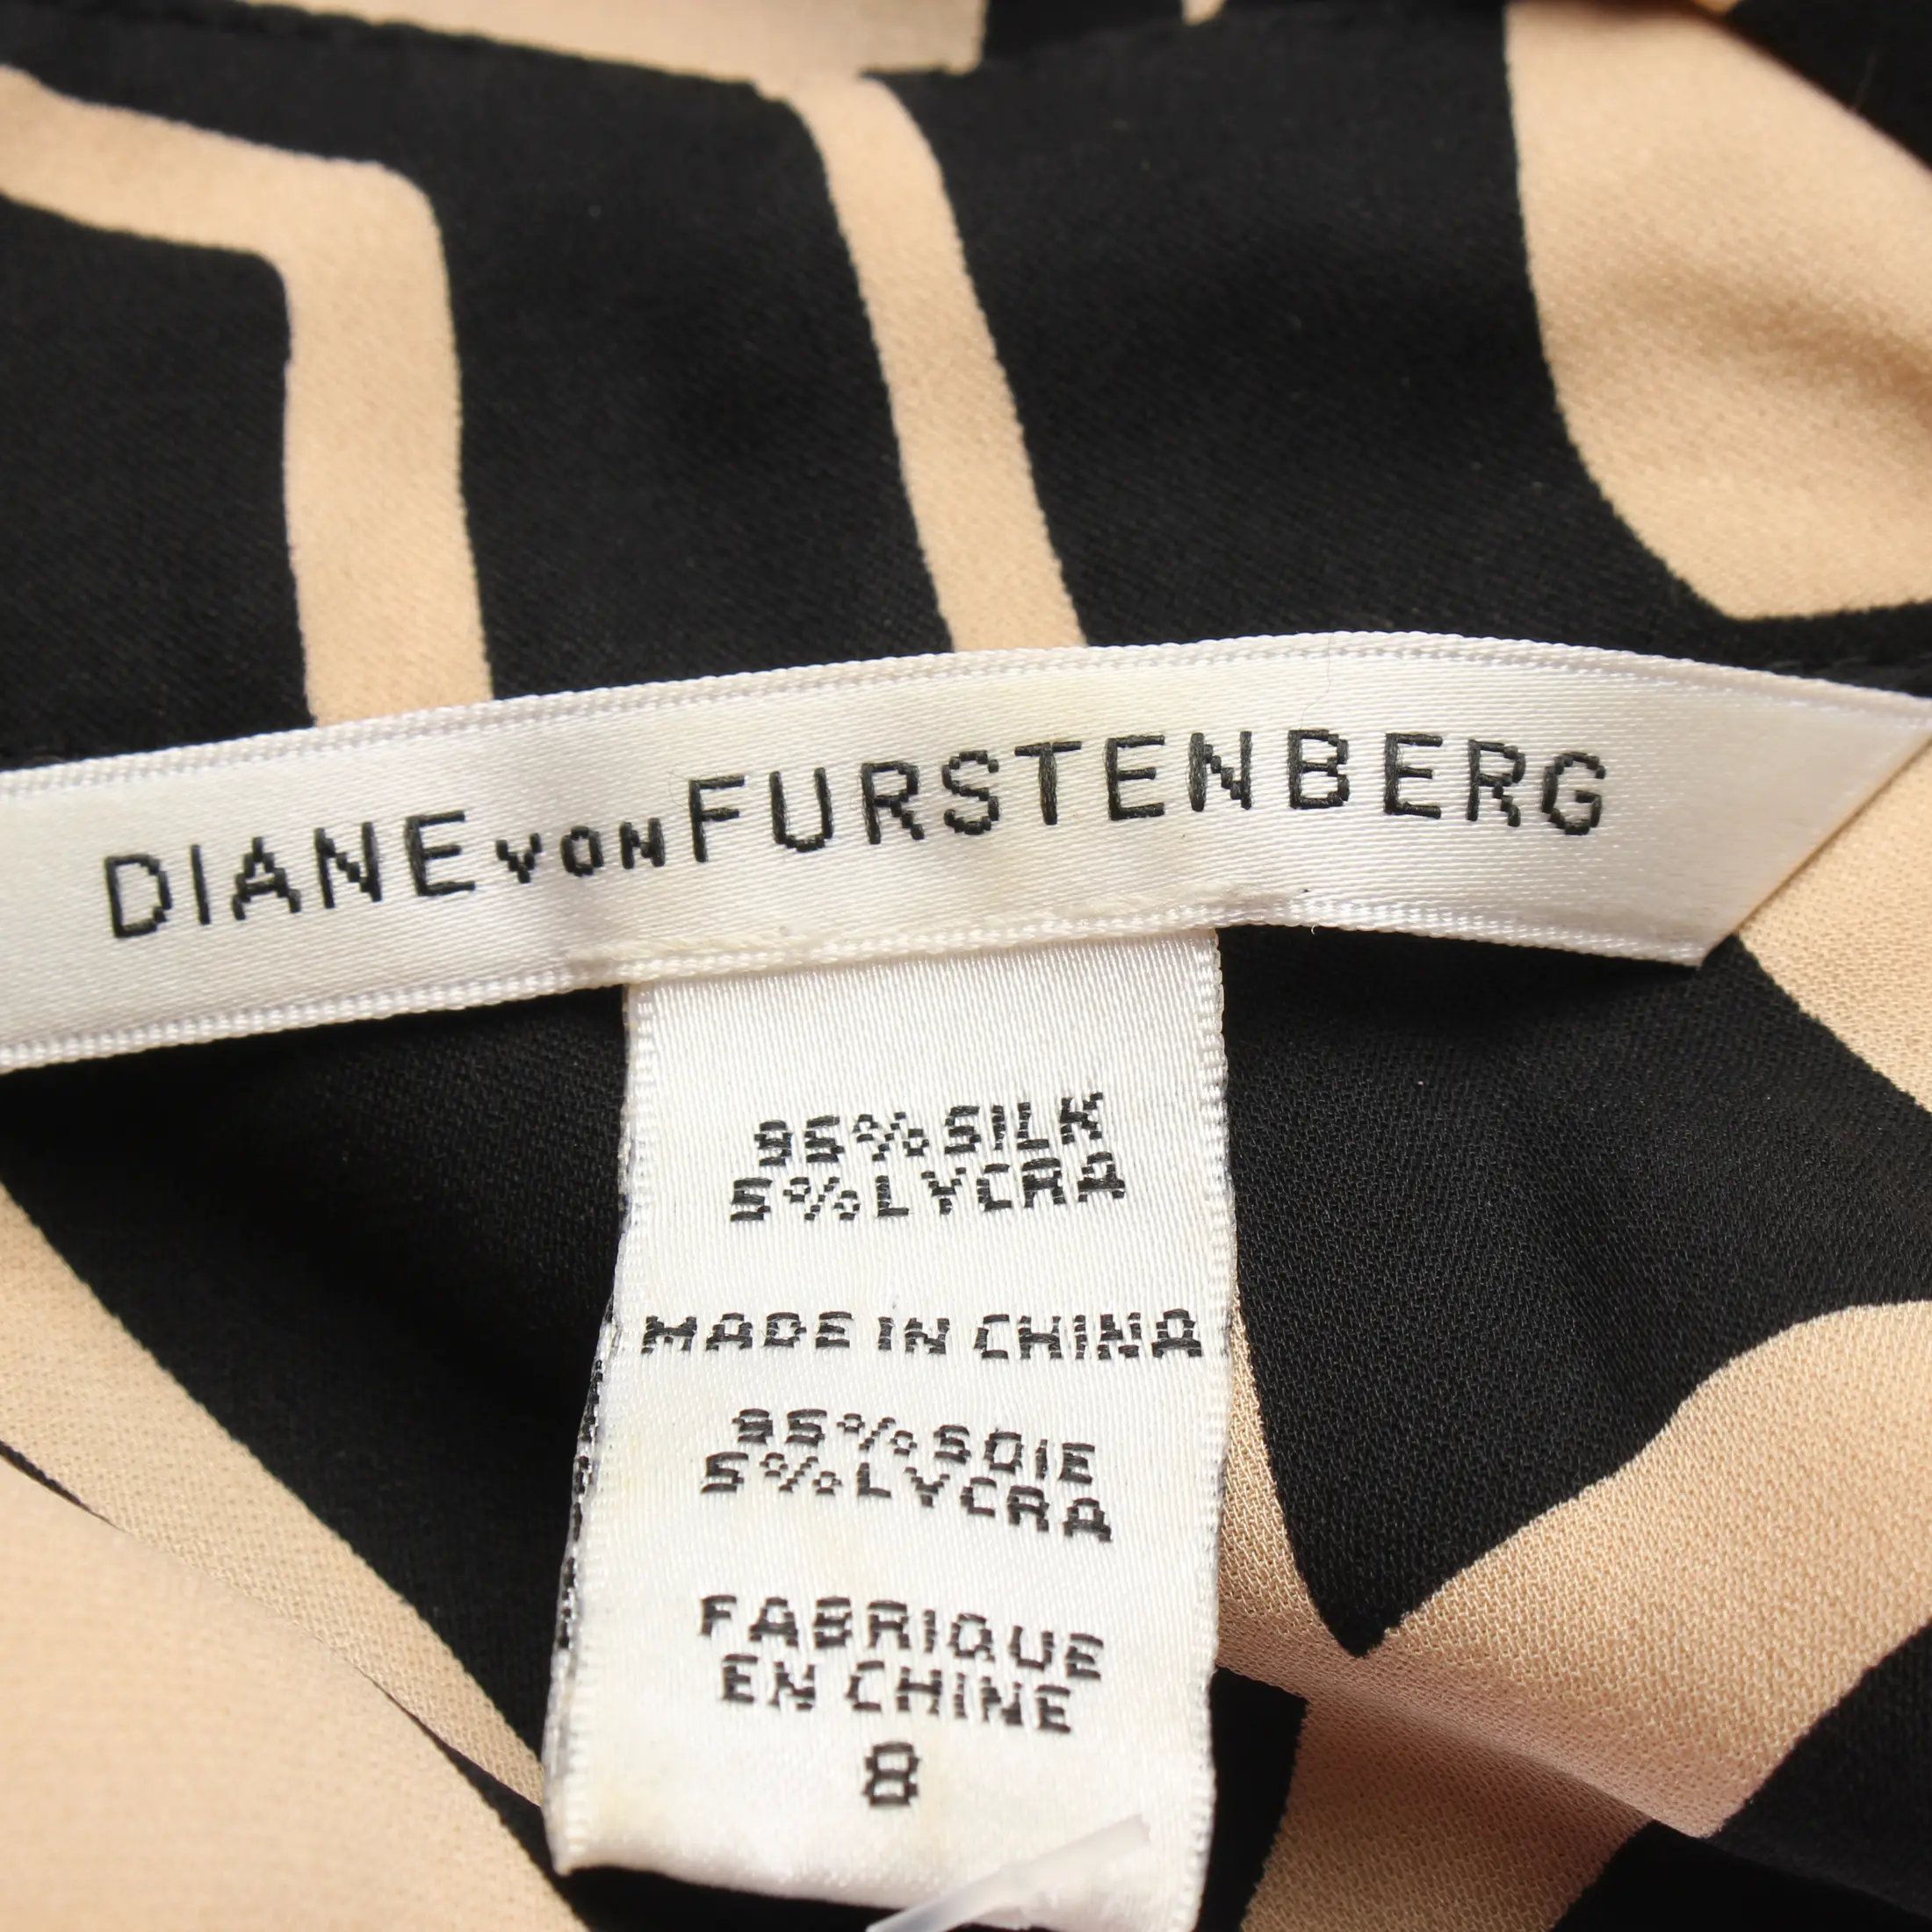 DIANE VON FURSTENBERG
95% SILK
5% LYCRA
MADE IN CHINA
95% SOIE
5% LYCRA
FABRIQUE
EN CHINE
8